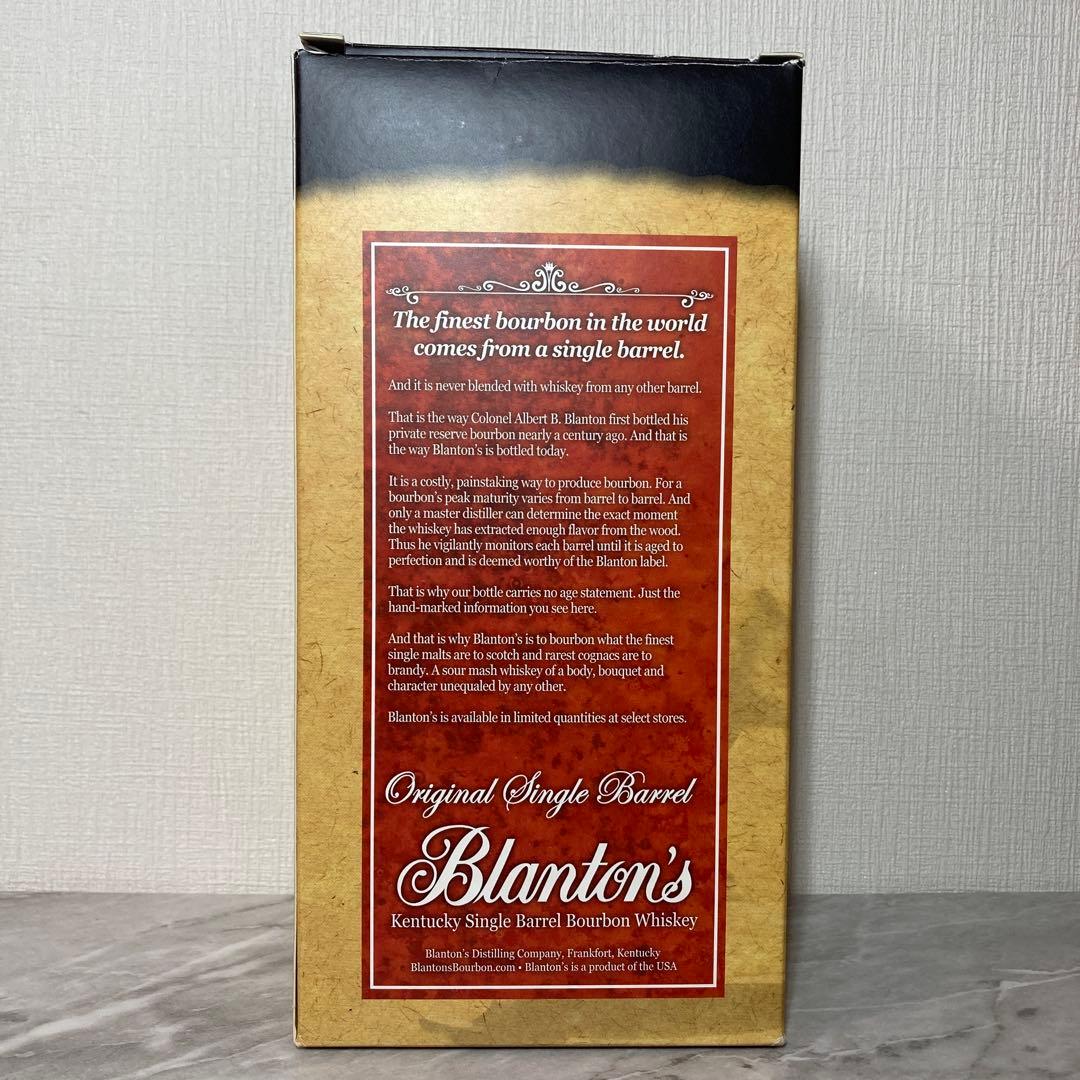 The finest bourbon in the world
comes from a single barrel.
And it is never blended with whiskey from any other barrel.
That is the way Colonel Albert B. Blanton first bottled his
private reserve bourbon nearly a century ago. And that is
the way Blanton's is bottled today.
It is a costly, painstaking way to produce bourbon. For a
bourbon's peak maturity varies from barrel to barrel. And
only a master distiller can determine the exact moment
the whiskey has extracted enough flavor from the wood.
Thus he vigilantly monitors each barrel until it is aged to
perfection and is deemed worthy of the Blanton label.
That is why our bottle carries no age statement. Just the
hand-marked information you see here.
And that is why Blanton's is to bourbon what the finest
single malts are to scotch and rarest cognacs are to
brandy. A sour mash whiskey of a body, bouquet and
character unequaled by any other.
Blanton's is available in limited quantities at select stores.
Original Single Barrel
Blanton's
Kentucky Single Barrel Bourbon Whiskey
Blanton's Distilling Company, Frankfort, Kentucky
BlantonsBourbon.com • Blanton's is a product of the USA